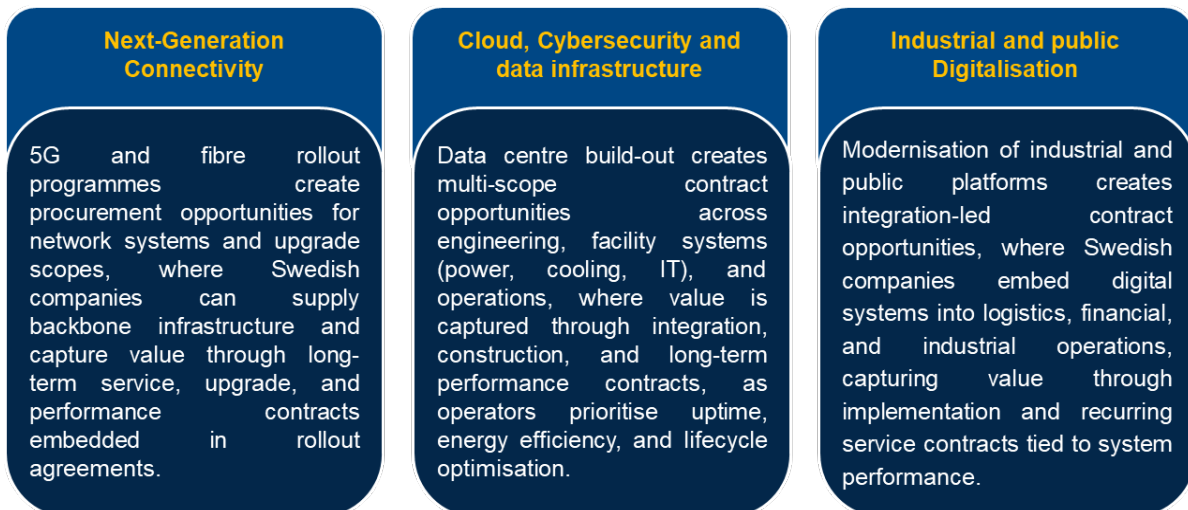 Next-Generation
Connectivity
5G and fibre rollout
programmes create
procurement opportunities for
network systems and upgrade
scopes, where Swedish
companies can supply
backbone infrastructure and
capture value through long-
term service, upgrade, and
performance contracts
embedded in rollout
agreements.
Cloud, Cybersecurity and
data infrastructure
Data centre build-out creates
multi-scope contract
opportunities across
engineering, facility systems
(power, cooling, IT), and
operations, where value is
captured through integration,
construction, and long-term
performance contracts, as
operators prioritise uptime,
energy efficiency, and lifecycle
optimisation.
Industrial and public
Digitalisation
Modernisation of industrial and
public platforms creates
integration-led contract
opportunities, where Swedish
companies embed digital
systems into logistics, financial,
and industrial operations,
capturing value through
implementation and recurring
service contracts tied to system
performance.